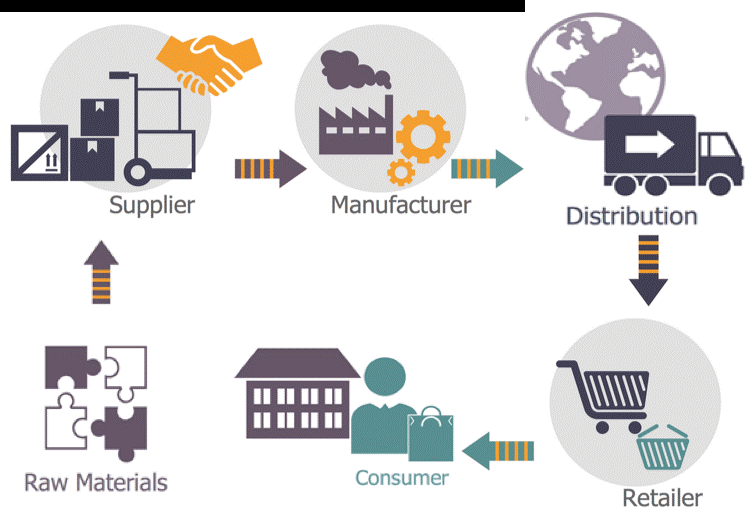 Supplier
Manufacturer
Distribution
Raw Materials
Consumer
Retailer